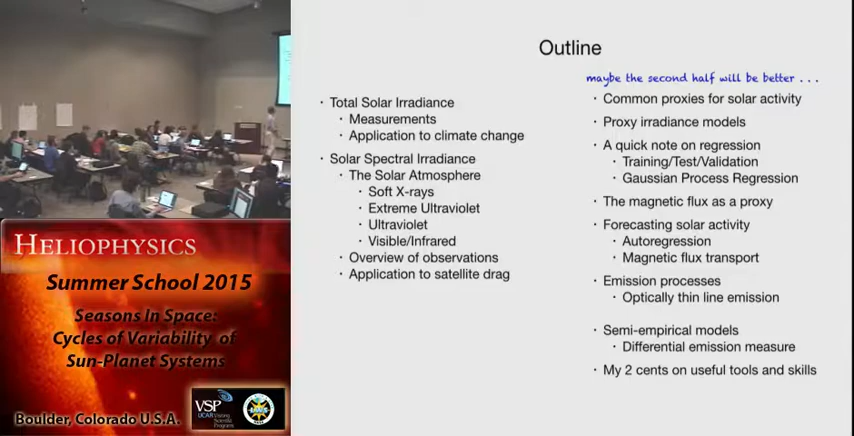 Outline
maybe the second half will be better . . .
· Total Solar Irradiance
· Measurements
· Application to climate change
· Solar Spectral Irradiance
· The Solar Atmosphere
· Soft X-rays
· Extreme Ultraviolet
· Ultraviolet
· Visible/Infrared
· Overview of observations
· Application to satellite drag
· Common proxies for solar activity
· Proxy irradiance models
· A quick note on regression
· Training/Test/Validation
· Gaussian Process Regression
· The magnetic flux as a proxy
· Forecasting solar activity
· Autoregression
· Magnetic flux transport
· Emission processes
· Optically thin line emission
· Semi-empirical models
· Differential emission measure
· My 2 cents on useful tools and skills
HELIOPHYSICS
Summer School 2015
Seasons In Space:
Cycles of Variability of
Sun-Planet Systems
Boulder, Colorado U.S.A.
VSP
UCAR Visiting
Scientist
Programs